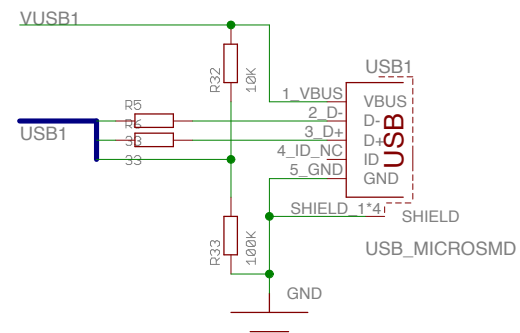 VUSB1
USB1
R32
10K
1_VBUS
VBUS
R5
2_D-
D-
USB1
R6
33
3_D+
D+
USB
4_ID_NC
ID
33
5_GND
GND
SHIELD_1*4
SHIELD
R33
100K
USB_MICROSMD
GND